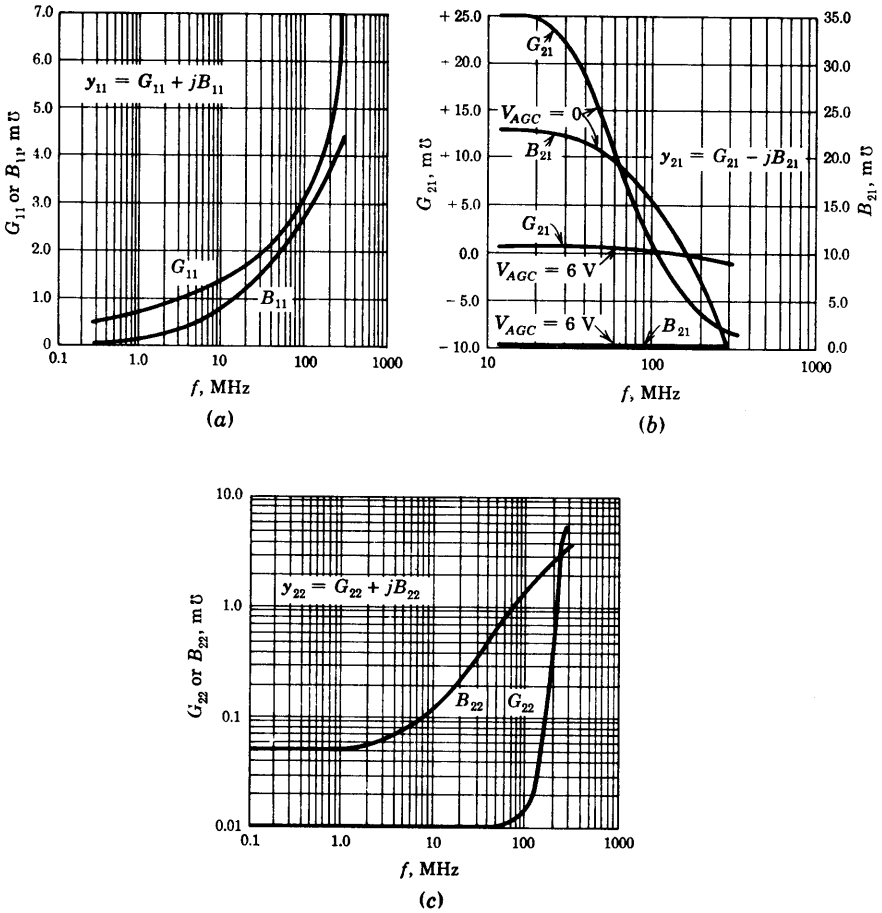 7.0
6.0
5.0
4.0
3.0
2.0
1.0
0
y₁₁ = G₁₁ + jB₁₁
G₁₁ or B₁₁, m℧
G₁₁
B₁₁
0.1 1.0 10 100 1000
f, MHz
(a)
+ 25.0
+ 20.0
+ 15.0
+ 10.0
+ 5.0
0.0
− 5.0
− 10.0
G₂₁, m℧
G₂₁
V_AGC = 0
B₂₁
y₂₁ = G₂₁ − jB₂₁
G₂₁
V_AGC = 6 V
V_AGC = 6 V
B₂₁
35.0
30.0
25.0
20.0
15.0
10.0
5.0
0.0
B₂₁, m℧
10 100 1000
f, MHz
(b)
10.0
1.0
0.1
0.01
y₂₂ = G₂₂ + jB₂₂
G₂₂ or B₂₂, m℧
B₂₂
G₂₂
0.1 1.0 10 100 1000
f, MHz
(c)